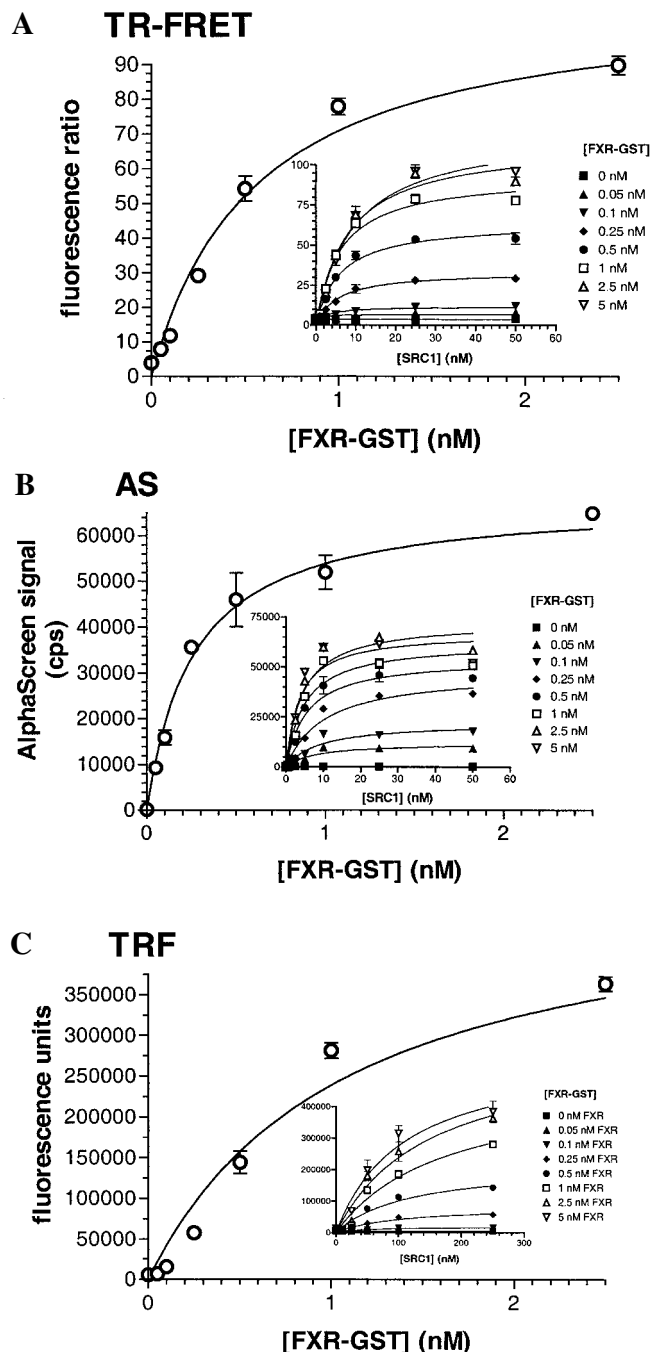 A TR-FRET
90
80
70
60
50
40
30
20
10
0
fluorescence ratio
0 1 2
[FXR-GST] (nM)
100
75
50
25
0
0 10 20 30 40 50 60
[SRC1] (nM)
[FXR-GST]
0 nM
0.05 nM
0.1 nM
0.25 nM
0.5 nM
1 nM
2.5 nM
5 nM
B AS
60000
50000
40000
30000
20000
10000
0
AlphaScreen signal
(cps)
0 1 2
[FXR-GST] (nM)
75000
50000
25000
0
0 10 20 30 40 50 60
[SRC1] (nM)
[FXR-GST]
0 nM
0.05 nM
0.1 nM
0.25 nM
0.5 nM
1 nM
2.5 nM
5 nM
C TRF
350000
300000
250000
200000
150000
100000
50000
0
fluorescence units
0 1 2
[FXR-GST] (nM)
400000
300000
200000
100000
0
0 100 200 300
[SRC1] (nM)
[FXR-GST]
0 nM FXR
0.05 nM FXR
0.1 nM FXR
0.25 nM FXR
0.5 nM FXR
1 nM FXR
2.5 nM FXR
5 nM FXR